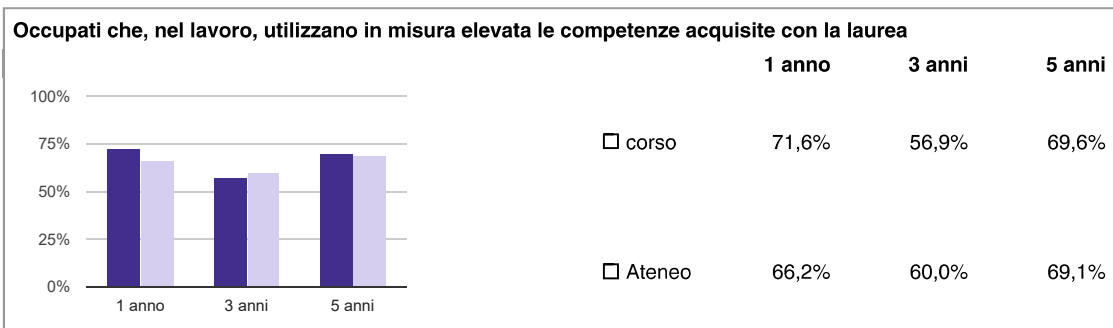 Occupati che, nel lavoro, utilizzano in misura elevata le competenze acquisite con la laurea
1 anno 3 anni 5 anni
100%
75%
50%
25%
0%
1 anno 3 anni 5 anni
corso 71,6% 56,9% 69,6%
Ateneo 66,2% 60,0% 69,1%